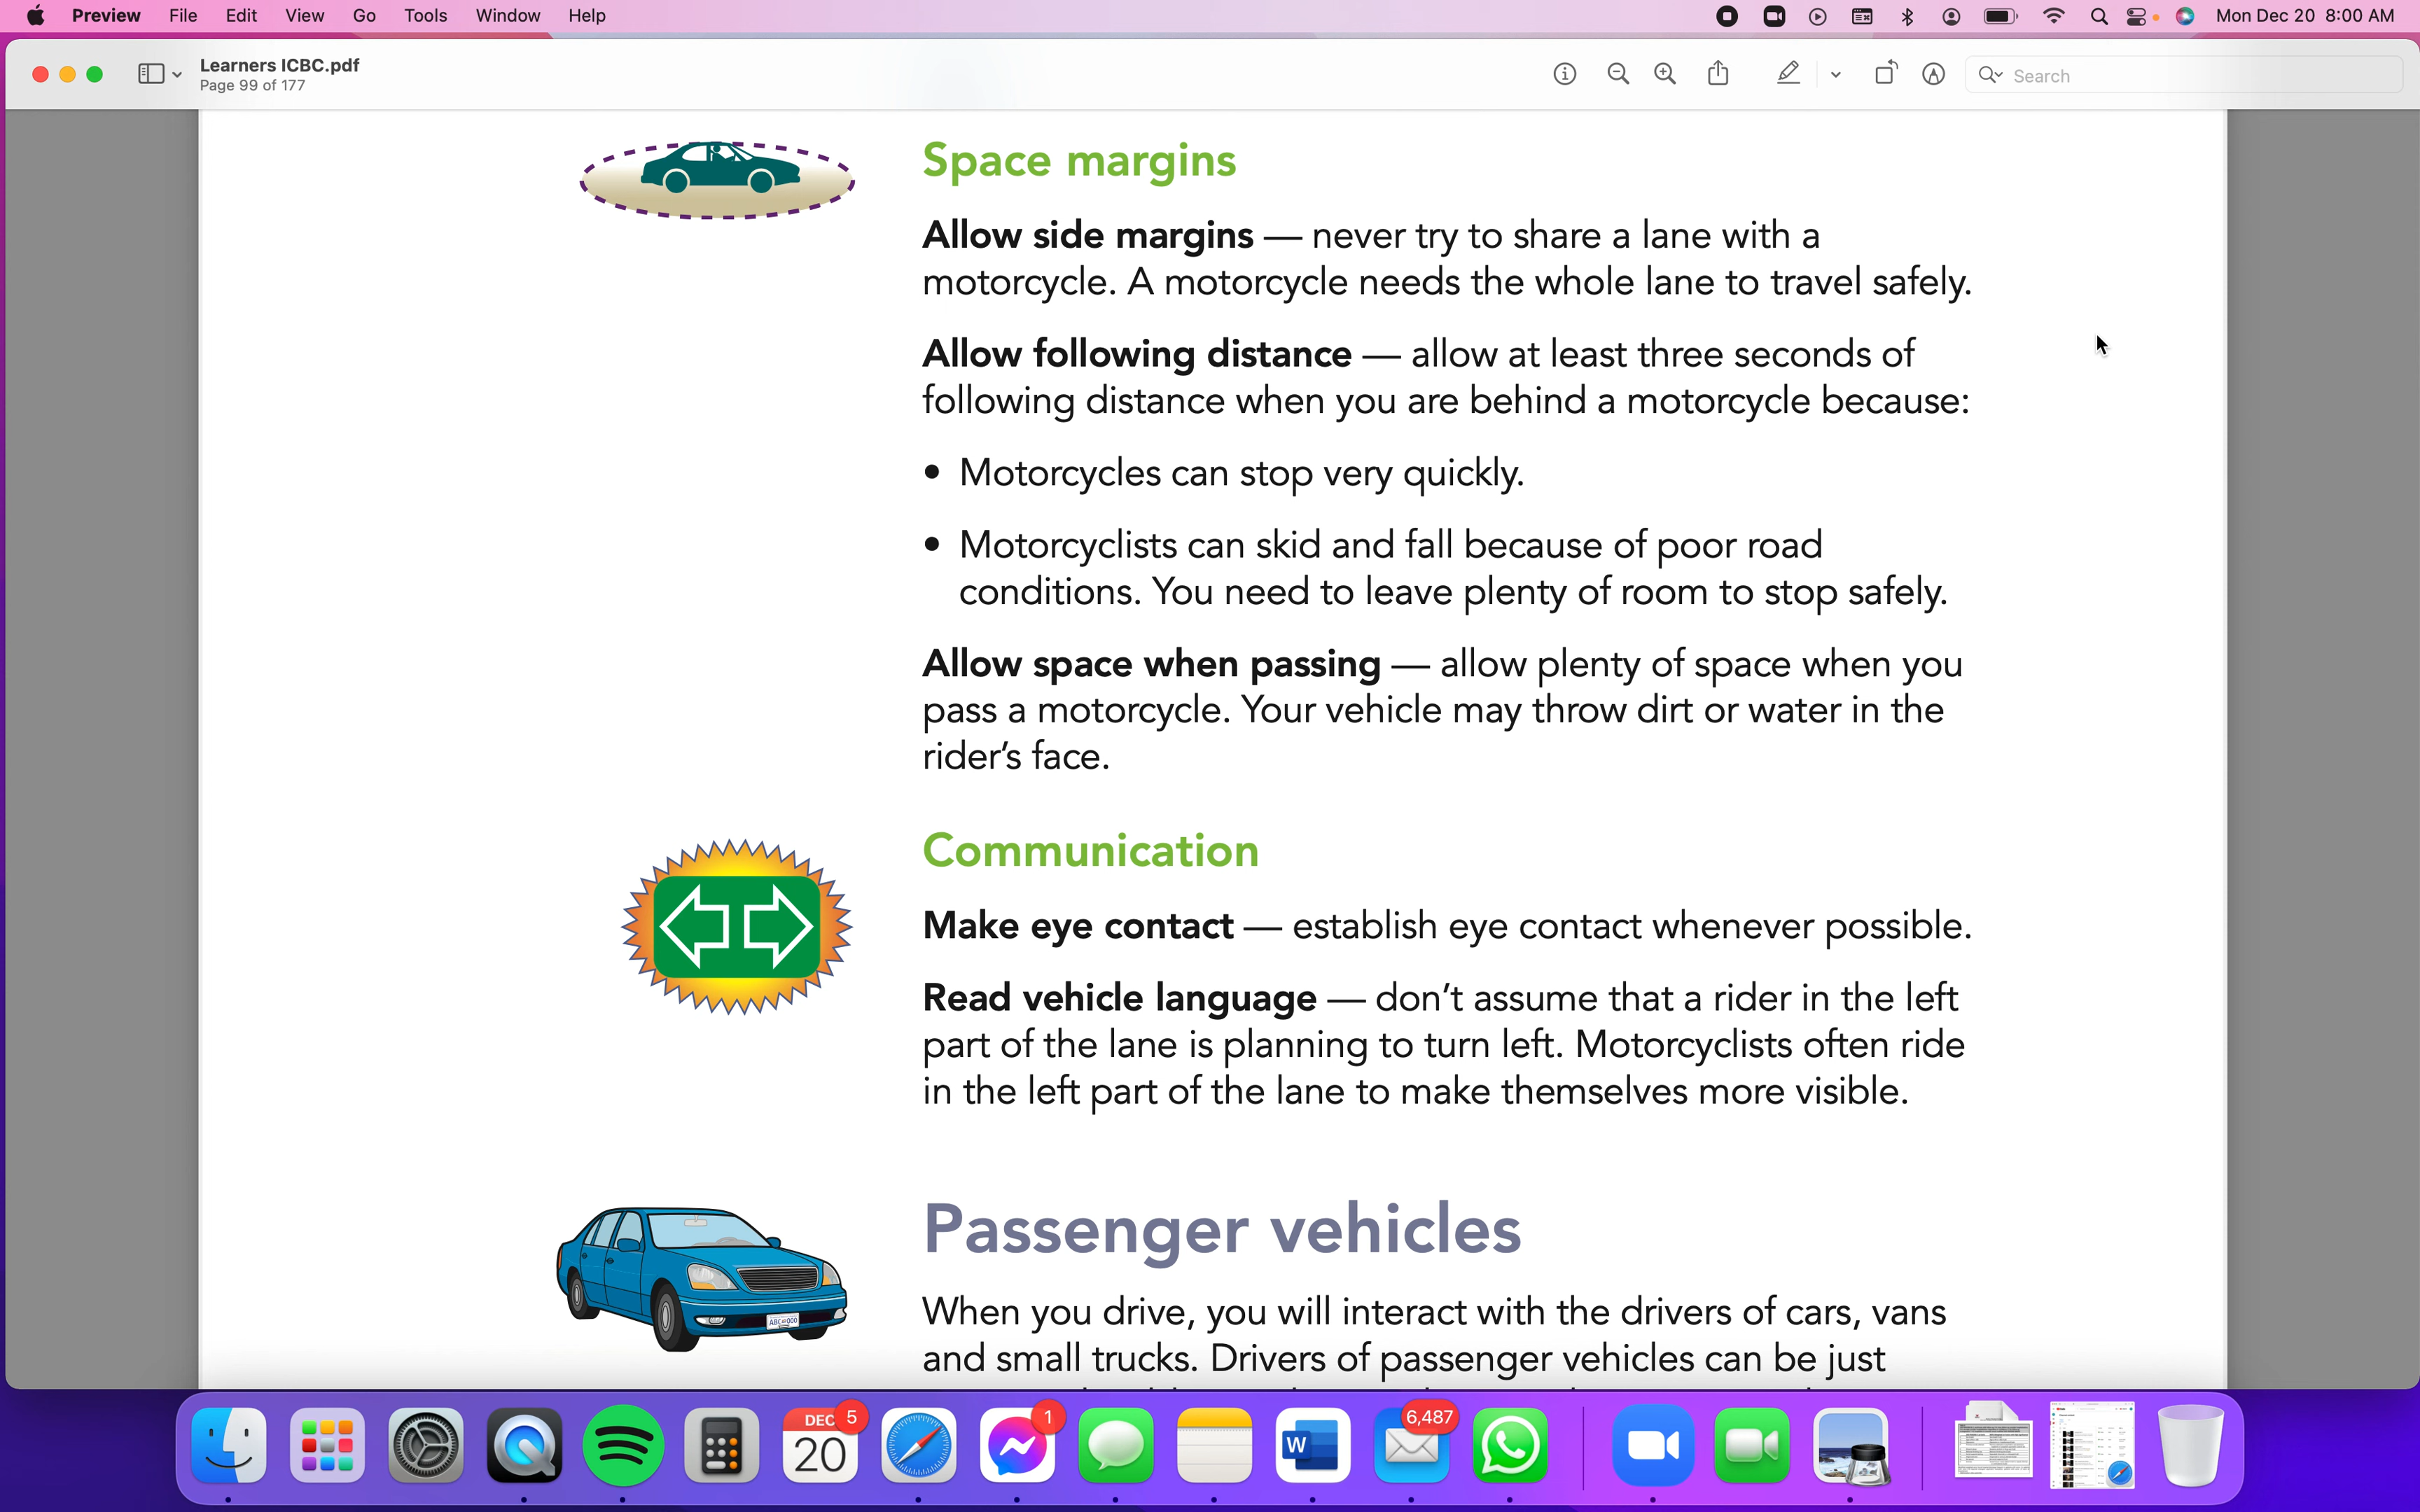 Preview File Edit View Go Tools Window Help Mon Dec 20 8:00 AM
Learners ICBC.pdf
Page 99 of 177
Search
Space margins
Allow side margins — never try to share a lane with a
motorcycle. A motorcycle needs the whole lane to travel safely.
Allow following distance — allow at least three seconds of
following distance when you are behind a motorcycle because:
• Motorcycles can stop very quickly.
• Motorcyclists can skid and fall because of poor road
conditions. You need to leave plenty of room to stop safely.
Allow space when passing — allow plenty of space when you
pass a motorcycle. Your vehicle may throw dirt or water in the
rider's face.
Communication
Make eye contact — establish eye contact whenever possible.
Read vehicle language — don't assume that a rider in the left
part of the lane is planning to turn left. Motorcyclists often ride
in the left part of the lane to make themselves more visible.
Passenger vehicles
ABC 000
When you drive, you will interact with the drivers of cars, vans
and small trucks. Drivers of passenger vehicles can be just
DEC 5 1 6,487
20 W